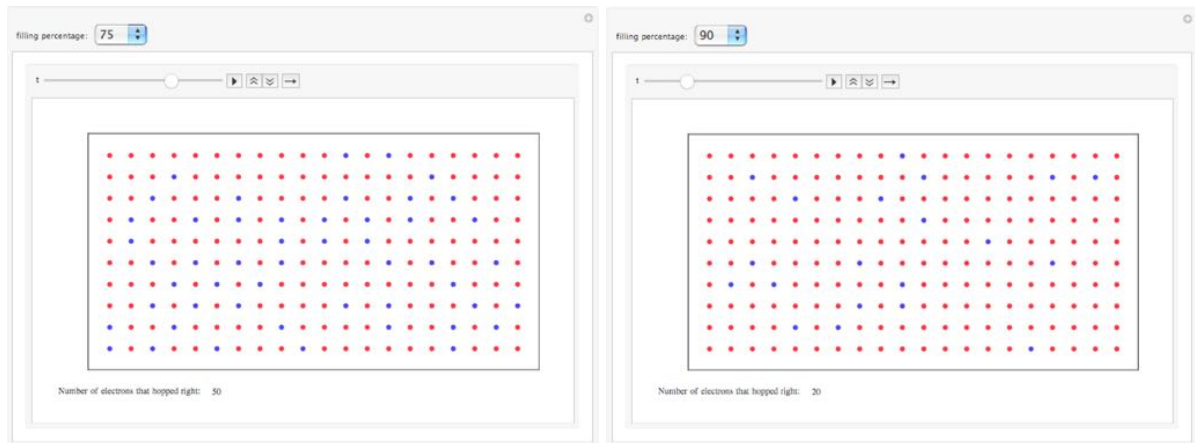 filling percentage: 75
t
Number of electrons that hopped right: 50
filling percentage: 90
t
Number of electrons that hopped right: 20